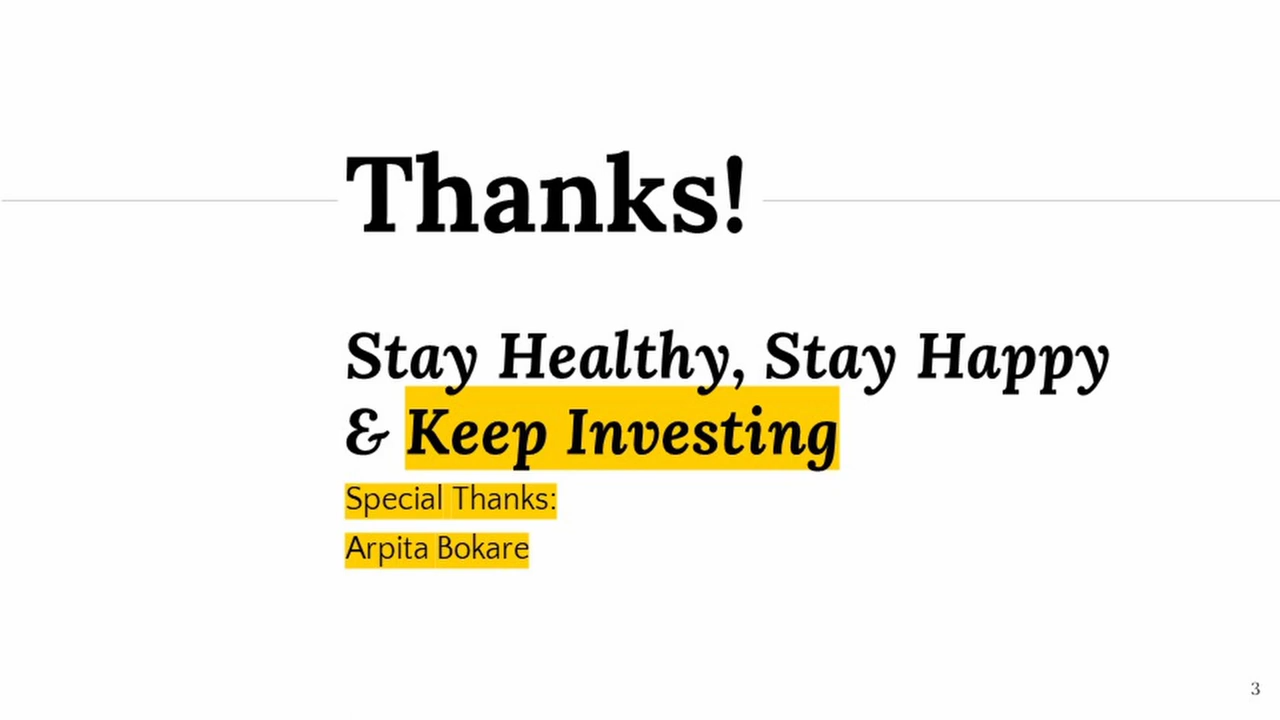 Thanks!
Stay Healthy, Stay Happy
& Keep Investing
Special Thanks:
Arpita Bokare
3